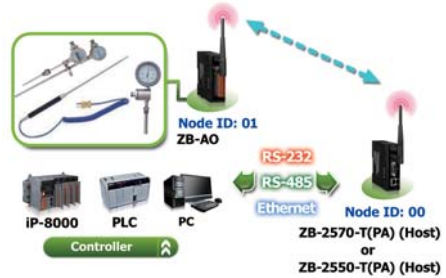 Node ID: 01
ZB-AO
RS-232
RS-485
Ethernet
iP-8000
PLC
PC
Controller
Node ID: 00
ZB-2570-T(PA) (Host)
or
ZB-2550-T(PA) (Host)